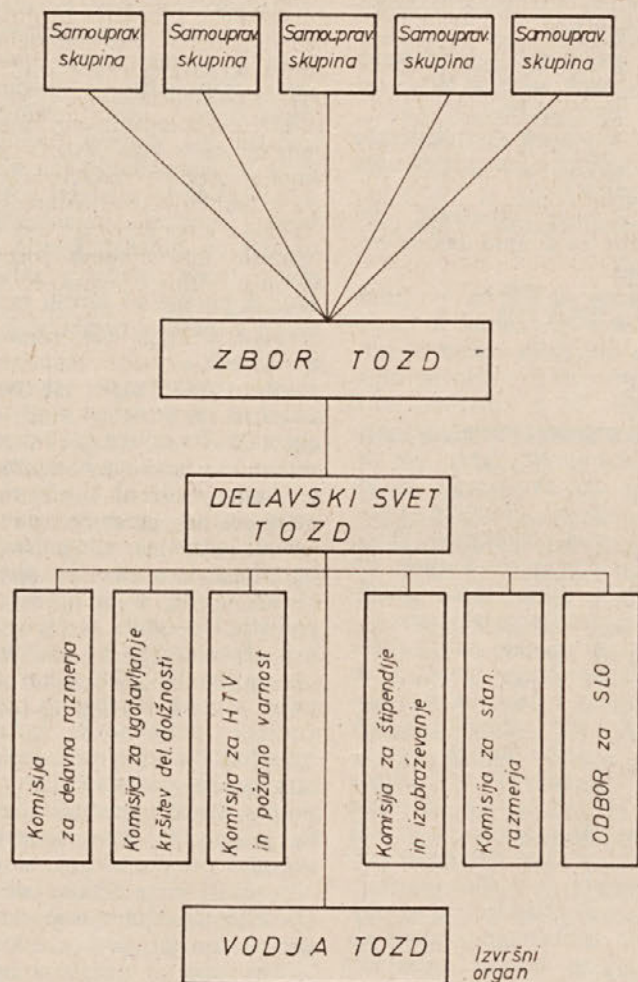 Samouprav.
skupina
Samouprav.
skupina
Samouprav.
skupina
Samouprav.
skupina
Samouprav.
skupina
ZBOR TOZD
DELAVSKI SVET
TOZD
Komisija
za delavna razmerja
Komisija za ugotavljanje
kršitev del. dolžnosti
Komisija za HTV
in požarno varnost
Komisija za štipendije
in izobraževanje
Komisija za stan.
razmerja
ODBOR za SLO
VODJA TOZD
Izvršni
organ